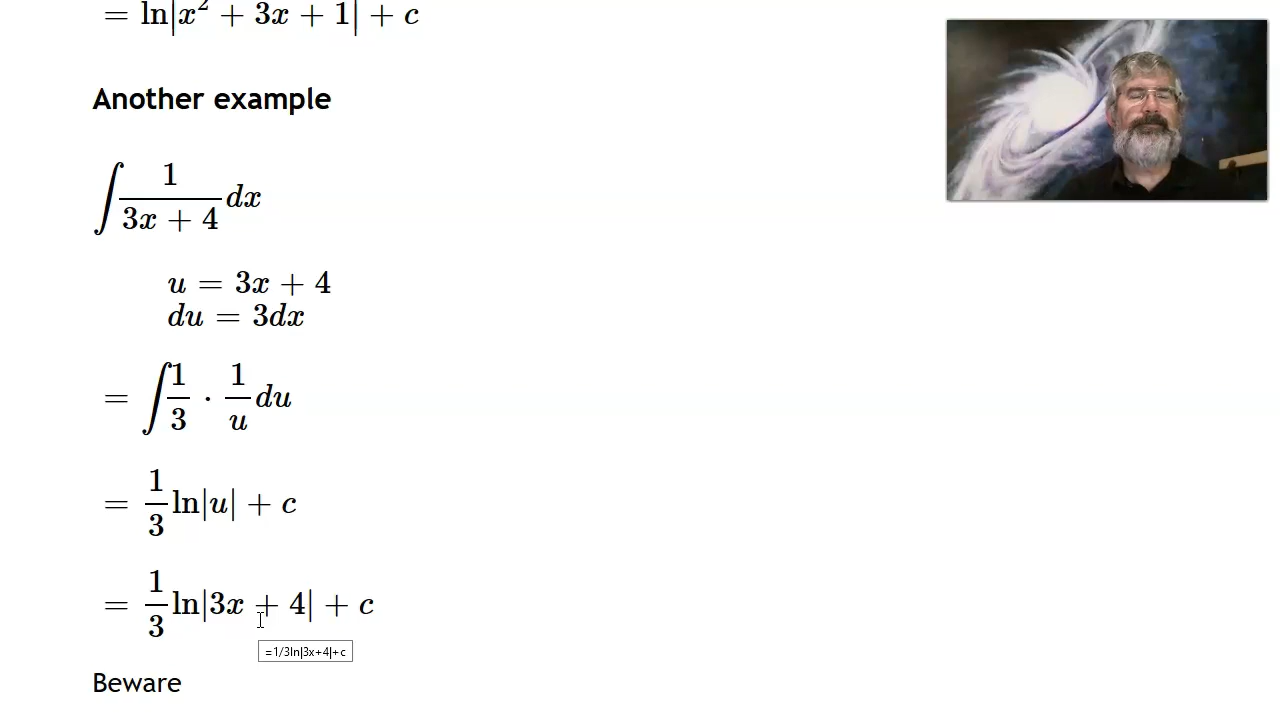 = ln|x² + 3x + 1| + c
Another example
∫ 1/(3x + 4) dx
u = 3x + 4
du = 3dx
= ∫ 1/3 · 1/u du
= 1/3 ln|u| + c
= 1/3 ln|3x + 4| + c
=1/3ln|3x+4|+c
Beware